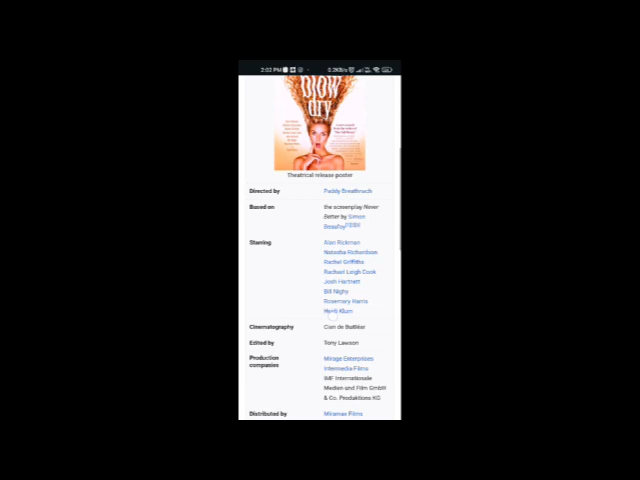 2:02 PM
blow
dry
Theatrical release poster
Directed by Paddy Breathnach
Based on the screenplay Never
Better by Simon
Beaufoy
Starring Alan Rickman
Natasha Richardson
Rachel Griffiths
Rachael Leigh Cook
Josh Hartnett
Bill Nighy
Rosemary Harris
Heidi Klum
Cinematography Cian de Buitléar
Edited by Tony Lawson
Production Mirage Enterprises
companies Intermedia Films
IMF Internationale
Medien und Film GmbH
& Co. Produktions KG
Distributed by Miramax Films